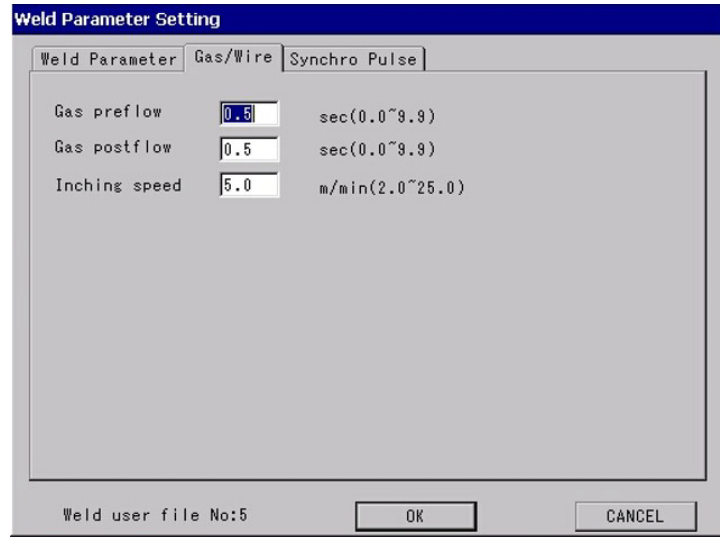 Weld Parameter Setting
Weld Parameter Gas/Wire Synchro Pulse
Gas preflow 0.5 sec(0.0~9.9)
Gas postflow 0.5 sec(0.0~9.9)
Inching speed 5.0 m/min(2.0~25.0)
Weld user file No:5 OK CANCEL